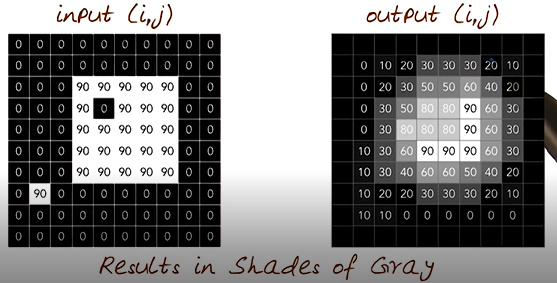 input (i,j) output (i,j)
0 0 0 0 0 0 0 0 0 0
0 0 0 0 0 0 0 0 0 0 0 10 20 30 30 30 20 10
0 0 0 90 90 90 90 90 0 0 0 20 30 50 50 60 40 20
0 0 0 90 0 90 90 90 0 0 0 30 50 80 80 90 60 30
0 0 0 90 90 90 90 90 0 0 0 30 80 80 80 90 60 30
0 0 0 90 90 90 90 90 0 0 10 30 60 90 90 90 60 30
0 0 0 90 90 90 90 90 0 0 10 30 40 60 60 50 40 20
0 90 0 0 0 0 0 0 0 0 10 20 20 30 30 30 20 10
0 0 0 0 0 0 0 0 0 0 10 10 0 0 0 0 0 0
0 0 0 0 0 0 0 0 0 0
Results in Shades of Gray